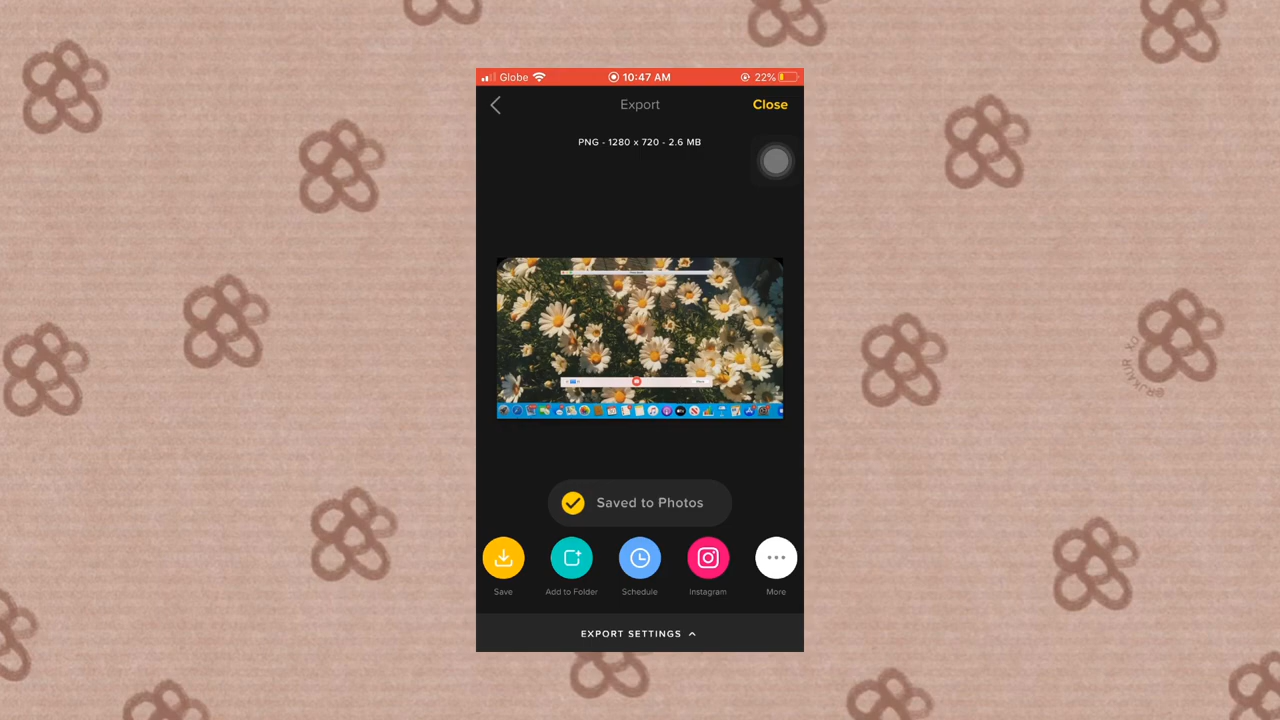 Globe 10:47 AM 22%
Export Close
PNG - 1280 x 720 - 2.6 MB
Saved to Photos
Save Add to Folder Schedule Instagram More
EXPORT SETTINGS